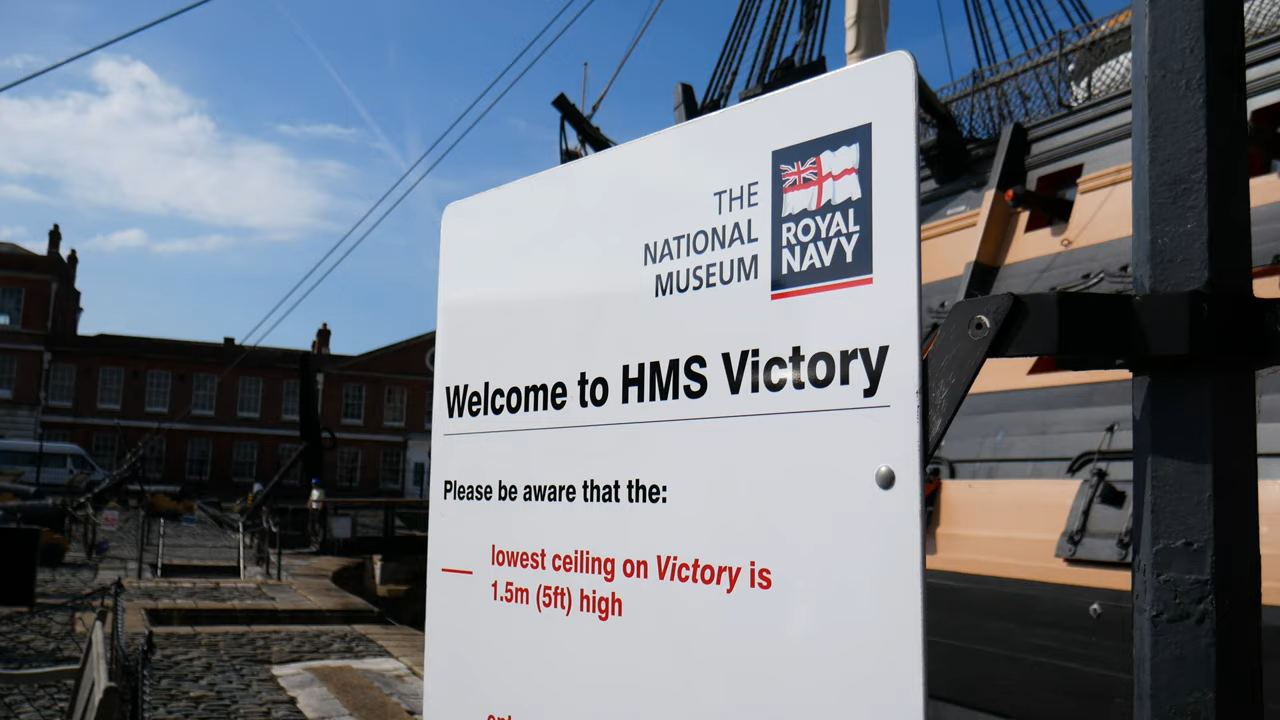 THE
NATIONAL
MUSEUM
ROYAL
NAVY
Welcome to HMS Victory
Please be aware that the:
— lowest ceiling on Victory is
1.5m (5ft) high